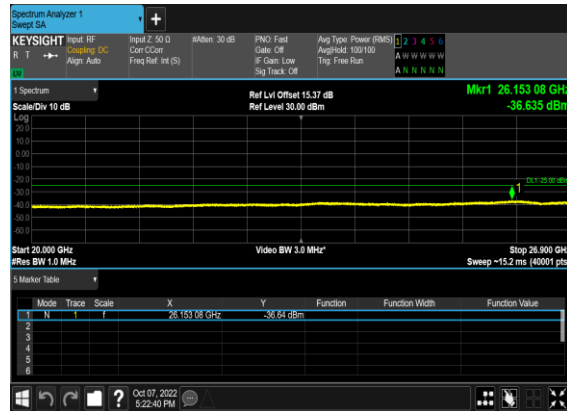 Spectrum Analyzer 1
Swept SA
+
KEYSIGHT Input: RF Input Z: 50 Ω #Atten: 30 dB PNO: Fast Avg Type: Power (RMS) 1 2 3 4 5 6
R T Coupling: DC Corr CCorr Gate: Off Avg|Hold: 100/100 A W W W W W
Align: Auto Freq Ref: Int (S) IF Gain: Low Trig: Free Run
Sig Track: Off A N N N N N
1 Spectrum Ref Lvl Offset 15.37 dB Mkr1 26.153 08 GHz
Scale/Div 10 dB Ref Level 30.00 dBm -36.635 dBm
Log
20.0
10.0
0.00
-10.0
-20.0
DL1 -25.00 dBm
-30.0
1
-40.0
-50.0
-60.0
Start 20.000 GHz Video BW 3.0 MHz* Stop 26.900 GHz
#Res BW 1.0 MHz Sweep ~15.2 ms (40001 pts)
5 Marker Table
Mode Trace Scale X Y Function Function Width Function Value
1 N 1 f 26.153 08 GHz -36.64 dBm
2
3
4
5
6
? Oct 07, 2022
5:22:40 PM